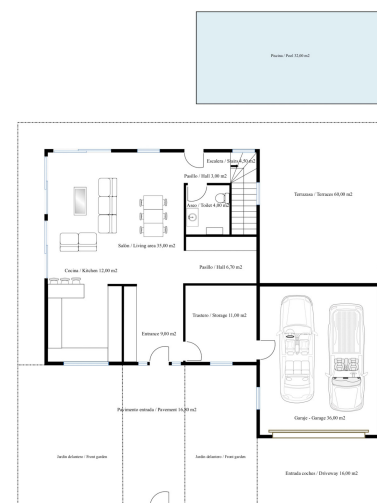 Piscina / Pool 32,00 m2
Escalera / Stairs 4,50 m2
Pasillo / Hall 3,00 m2
Terrazas / Terraces 60,00 m2
Aseo / Toilet 4,00 m2
Salón / Living area 35,00 m2
Cocina / Kitchen 12,00 m2
Pasillo / Hall 6,70 m2
Trastero / Storage 11,00 m2
Entrance 9,00 m2
Pavimento entrada / Pavement 16,80 m2
Garaje - Garage 36,00 m2
Jardín delantero / Front garden
Jardín delantero / Front garden
Entrada coches / Driveway 16,00 m2